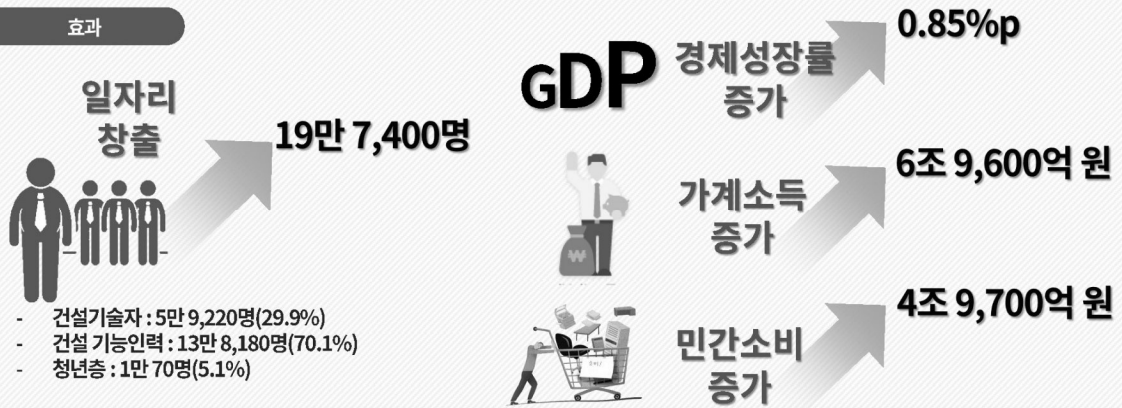 효과
일자리
창출
19만 7,400명
- 건설기술자 : 5만 9,220명(29.9%)
- 건설 기능인력 : 13만 8,180명(70.1%)
- 청년층 : 1만 70명(5.1%)
GDP
경제성장률
증가
0.85%p
₩
가계소득
증가
6조 9,600억 원
민간소비
증가
4조 9,700억 원